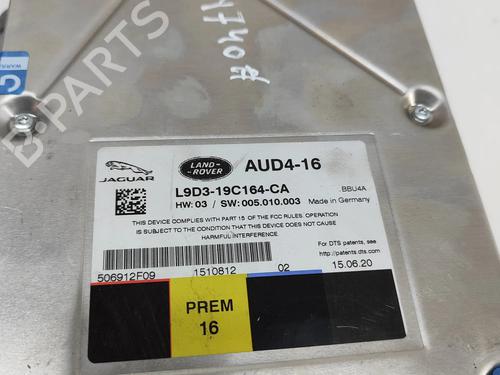 B-PARTS
4740A
G
WARRA
JAGUAR
LAND-
ROVER
AUD4-16
L9D3-19C164-CA
BBU4A
HW: 03 / SW: 005.010.003
Made in Germany
THIS DEVICE COMPLIES WITH PART 15 OF THE FCC RULES. OPERATION
IS SUBJECT TO THE CONDITION THAT THIS DEVICE DOES NOT CAUSE
HARMFUL INTERFERENCE.
For DTS patents, see
http://patents.dts.com
506912F09
1510812
02
15.06.20
PREM
16